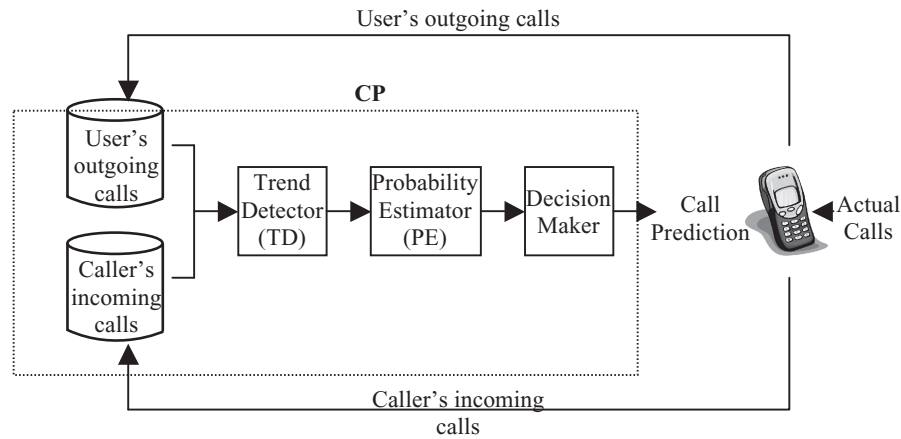 User's outgoing calls
CP
User's
outgoing
calls
Caller's
incoming
calls
Trend
Detector
(TD)
Probability
Estimator
(PE)
Decision
Maker
Call
Prediction
Actual
Calls
Caller's incoming
calls